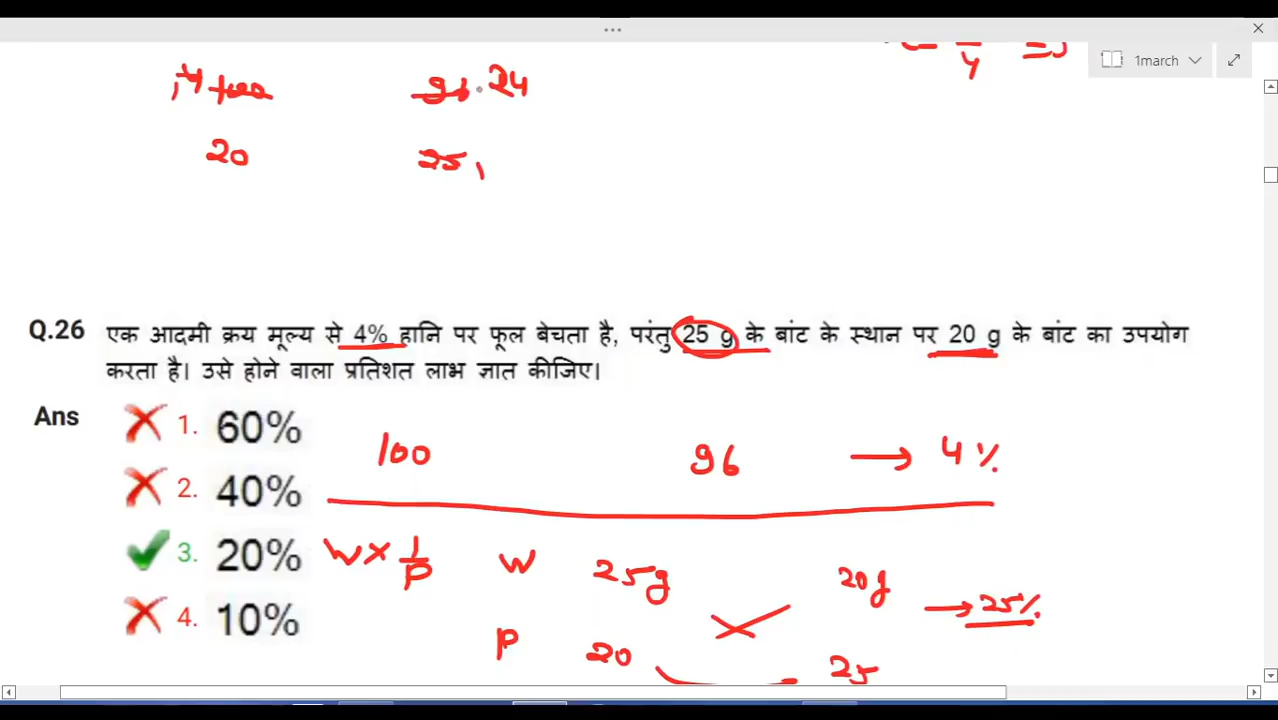 1march
14 100 96 24
20 25 1
Q.26 एक आदमी क्रय मूल्य से 4% हानि पर फूल बेचता है, परंतु 25 g के बांट के स्थान पर 20 g के बांट का उपयोग
करता है। उसे होने वाला प्रतिशत लाभ ज्ञात कीजिए।
Ans
1. 60%
100 96 → 4%
2. 40%
3. 20%
W× 1/P W 25g 20g → 25%
4. 10%
P 20 25